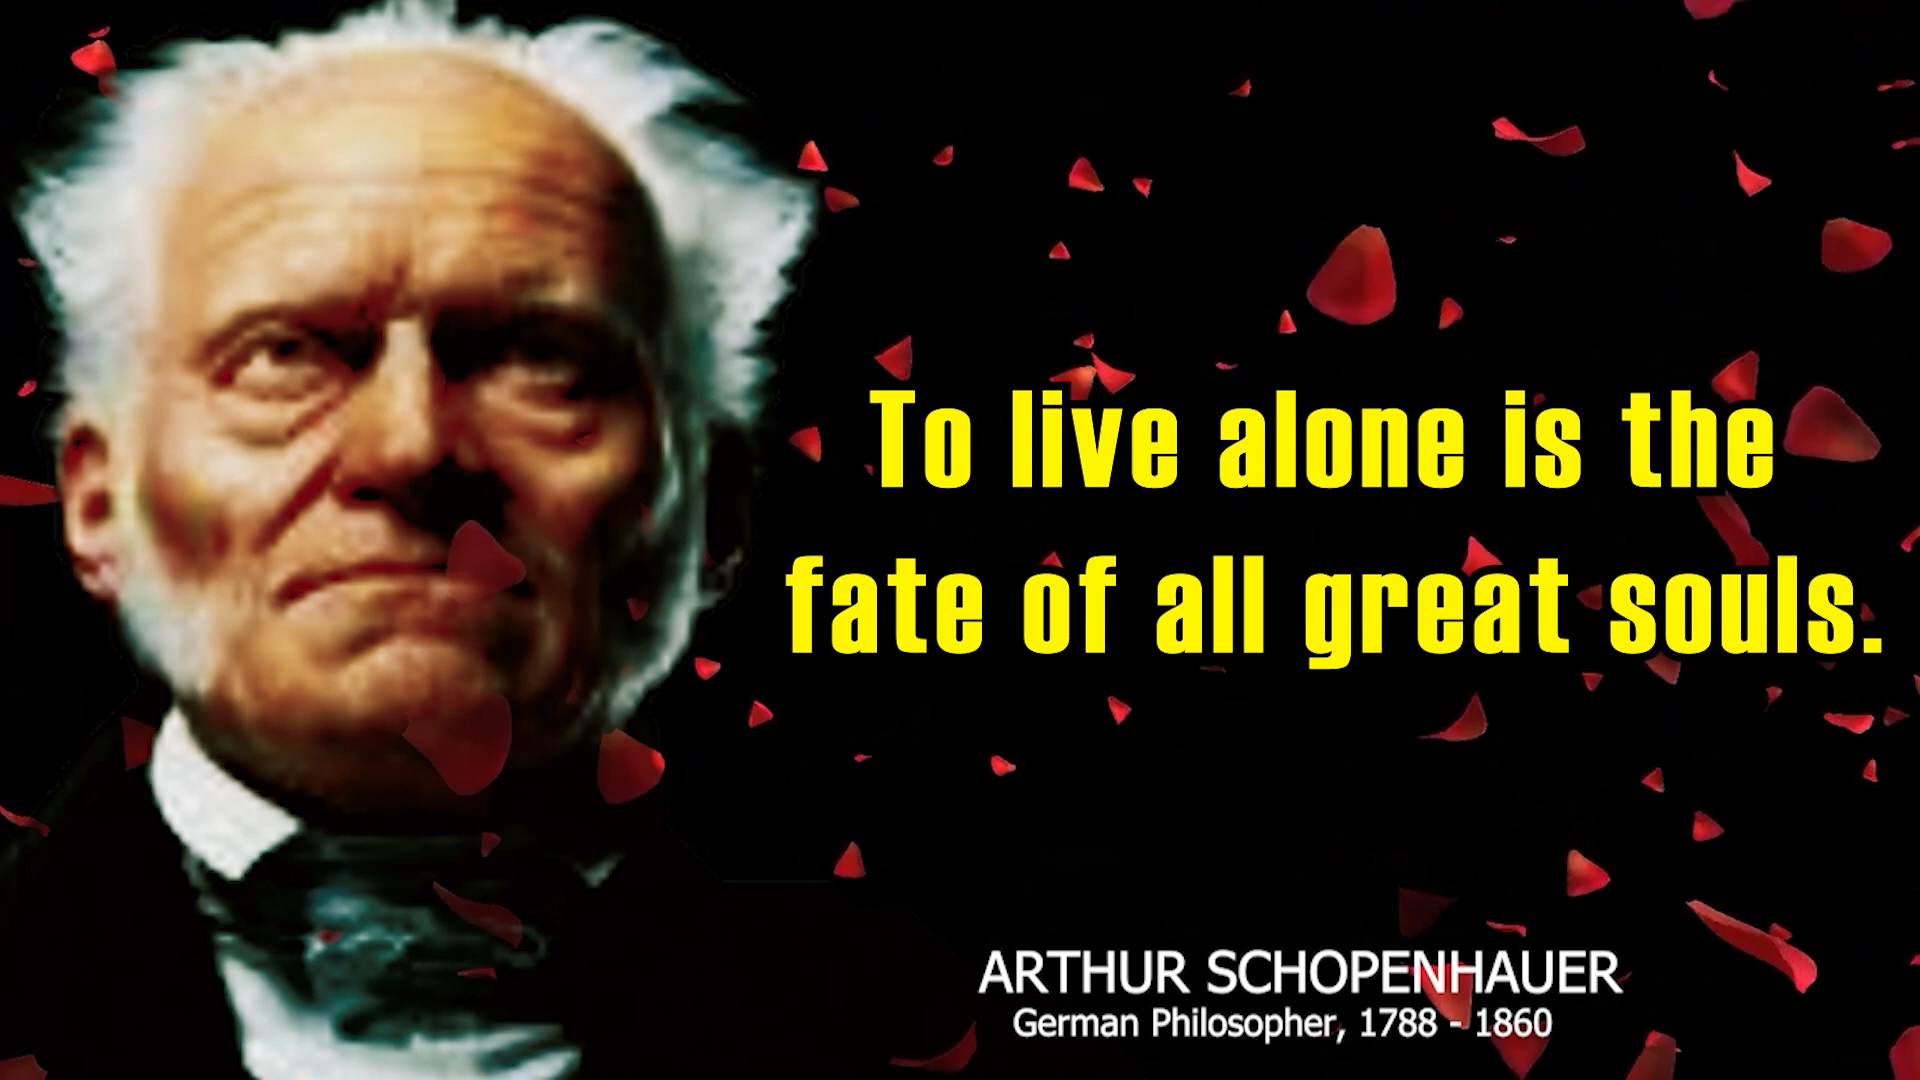 To live alone is the
fate of all great souls.
ARTHUR SCHOPENHAUER
German Philosopher, 1788 - 1860